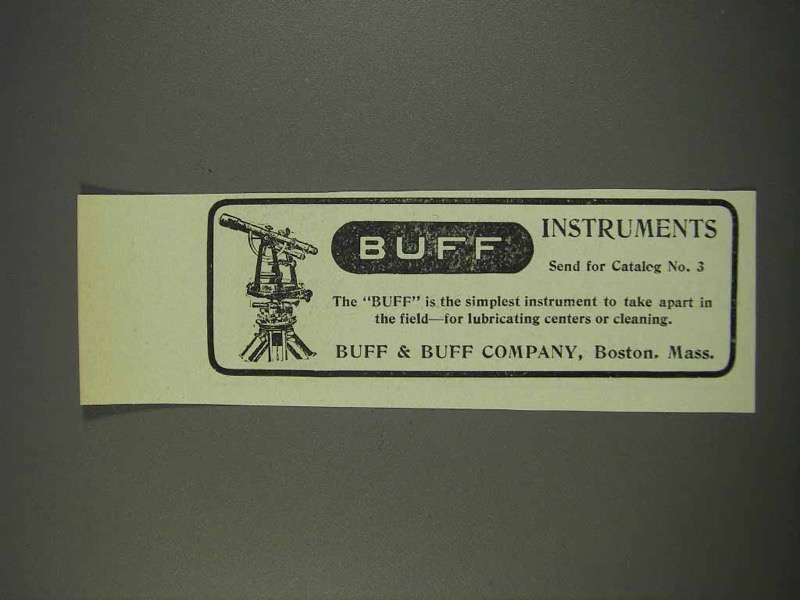 BUFF INSTRUMENTS
Send for Catalog No. 3
The "BUFF" is the simplest instrument to take apart in
the field—for lubricating centers or cleaning.
BUFF & BUFF COMPANY, Boston. Mass.